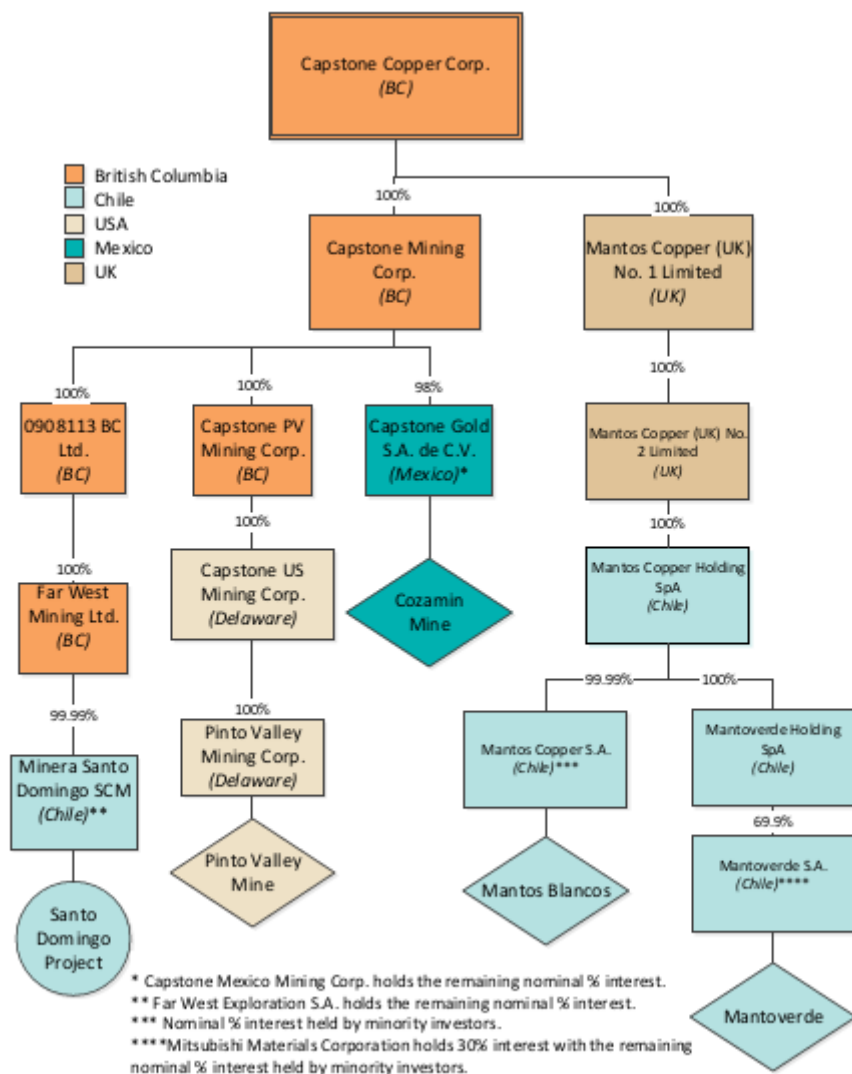 Capstone Copper Corp.
(BC)
British Columbia
Chile
USA
Mexico
UK
100%
100%
Capstone Mining
Corp.
(BC)
Mantos Copper (UK)
No. 1 Limited
(UK)
100%
100%
98%
100%
0908113 BC
Ltd.
(BC)
Capstone PV
Mining Corp.
(BC)
Capstone Gold
S.A. de C.V.
(Mexico)*
Mantos Copper (UK) No.
2 Limited
(UK)
100%
100%
100%
Far West
Mining Ltd.
(BC)
Capstone US
Mining Corp.
(Delaware)
Cozamin
Mine
Mantos Copper Holding
SpA
(Chile)
99.99%
100%
99.99%
100%
Minera Santo
Domingo SCM
(Chile)**
Pinto Valley
Mining Corp.
(Delaware)
Mantos Copper S.A.
(Chile)***
Mantoverde Holding
SpA
(Chile)
69.9%
Santo
Domingo
Project
Pinto Valley
Mine
Mantos Blancos
Mantoverde S.A.
(Chile)****
Mantoverde
* Capstone Mexico Mining Corp. holds the remaining nominal % interest.
** Far West Exploration S.A. holds the remaining nominal % interest.
*** Nominal % interest held by minority investors.
****Mitsubishi Materials Corporation holds 30% interest with the remaining
nominal % interest held by minority investors.